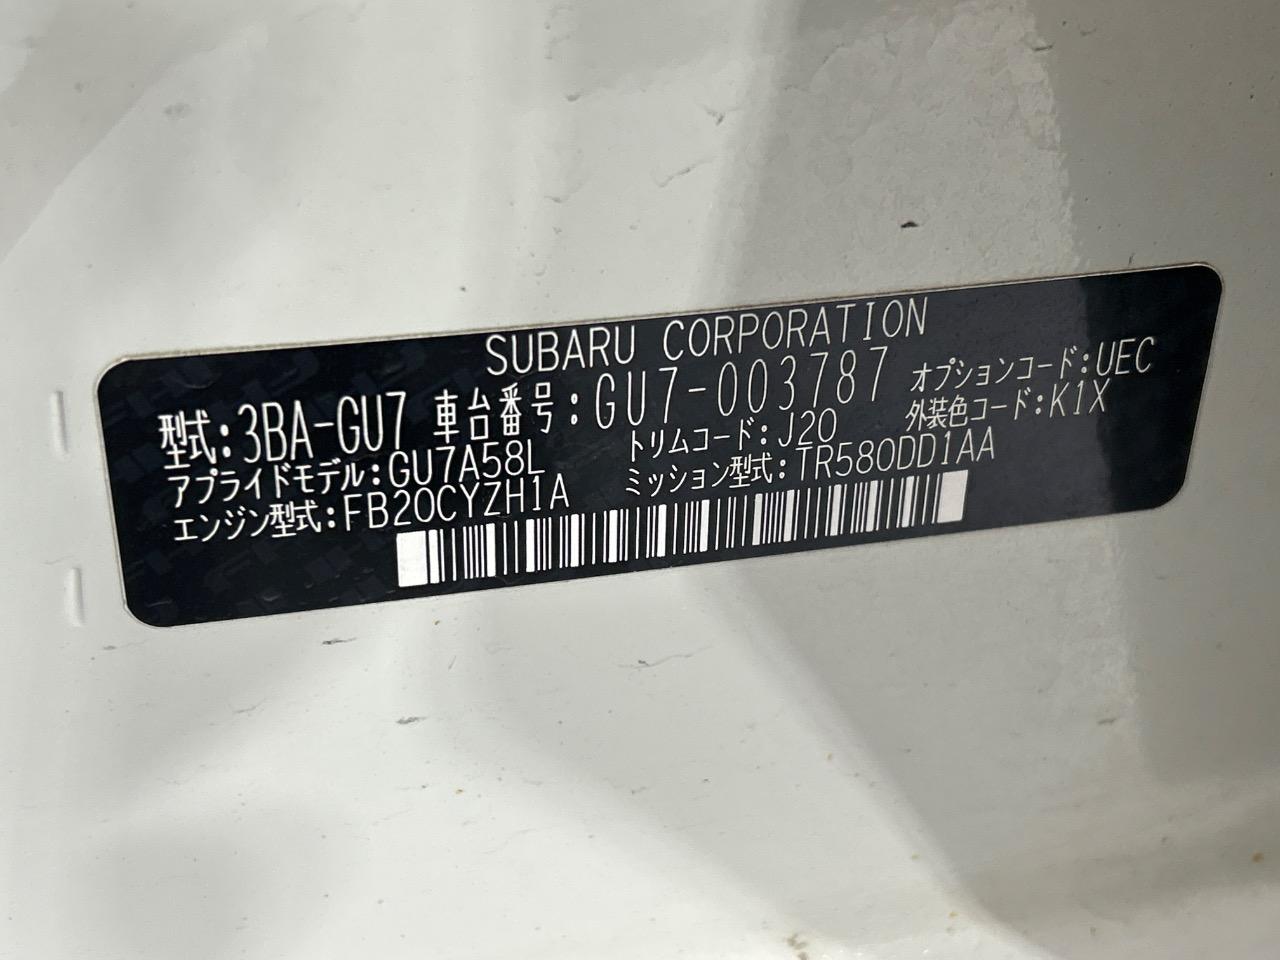 SUBARU CORPORATION
型式:3BA-GU7 車台番号:GU7-003787 オプションコード:UEC
アプライドモデル:GU7A58L トリムコード:J20 外装色コード:K1X
エンジン型式:FB20CYZH1A ミッション型式:TR580DD1AA